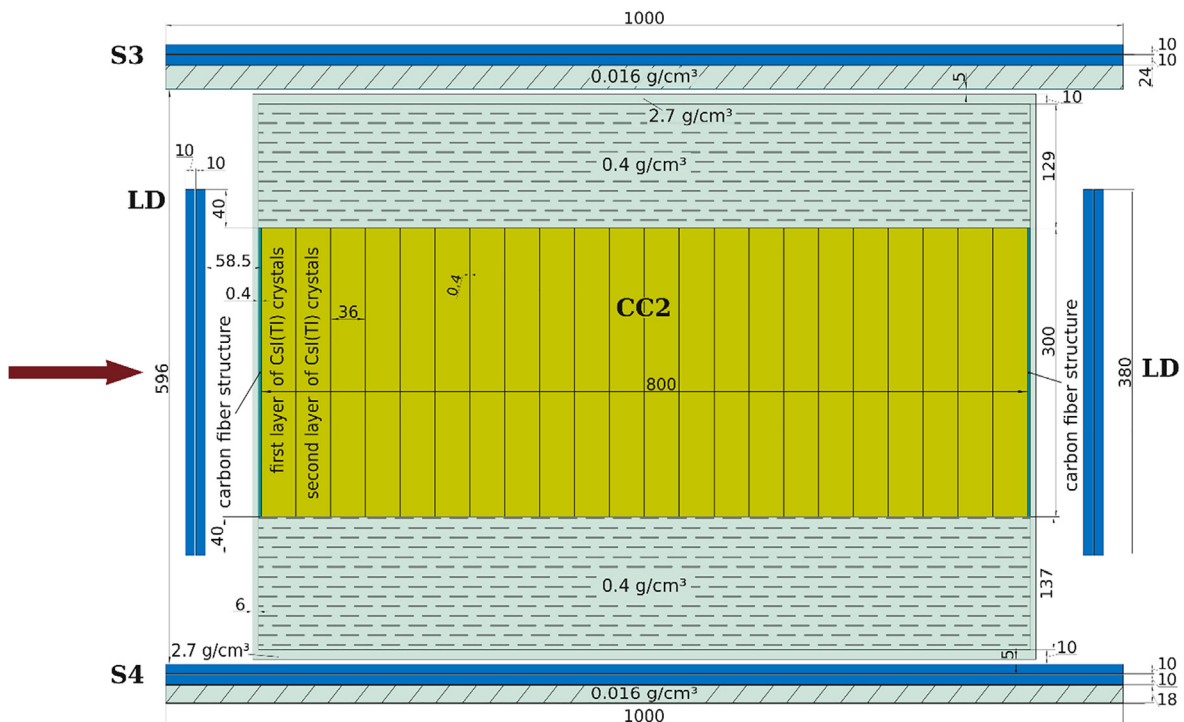 1000
S3
10
10
24
0.016 g/cm³
5
10
2.7 g/cm³
0.4 g/cm³
129
10
10
LD
40
58.5
0.4
0,4
36
CC2
first layer of CsI(Tl) crystals
second layer of CsI(Tl) crystals
carbon fiber structure
carbon fiber structure
300
596
800
380
LD
40
0.4 g/cm³
137
6
2.7 g/cm³
5
10
S4
10
10
18
0.016 g/cm³
1000